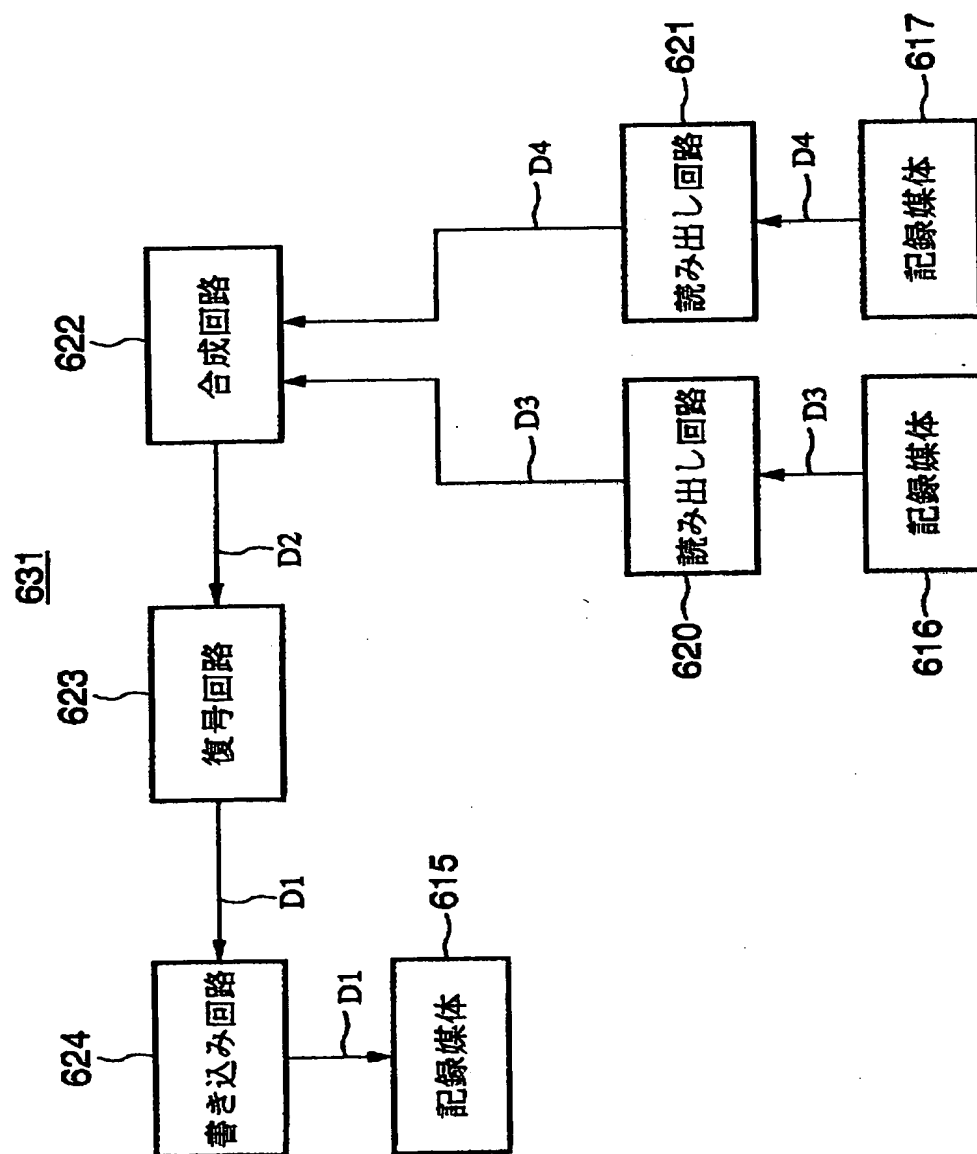 631
624
書き込み回路
D1
623
復号回路
D2
622
合成回路
D1
615
記録媒体
D3
D4
620
読み出し回路
621
読み出し回路
D3
D4
616
記録媒体
617
記録媒体